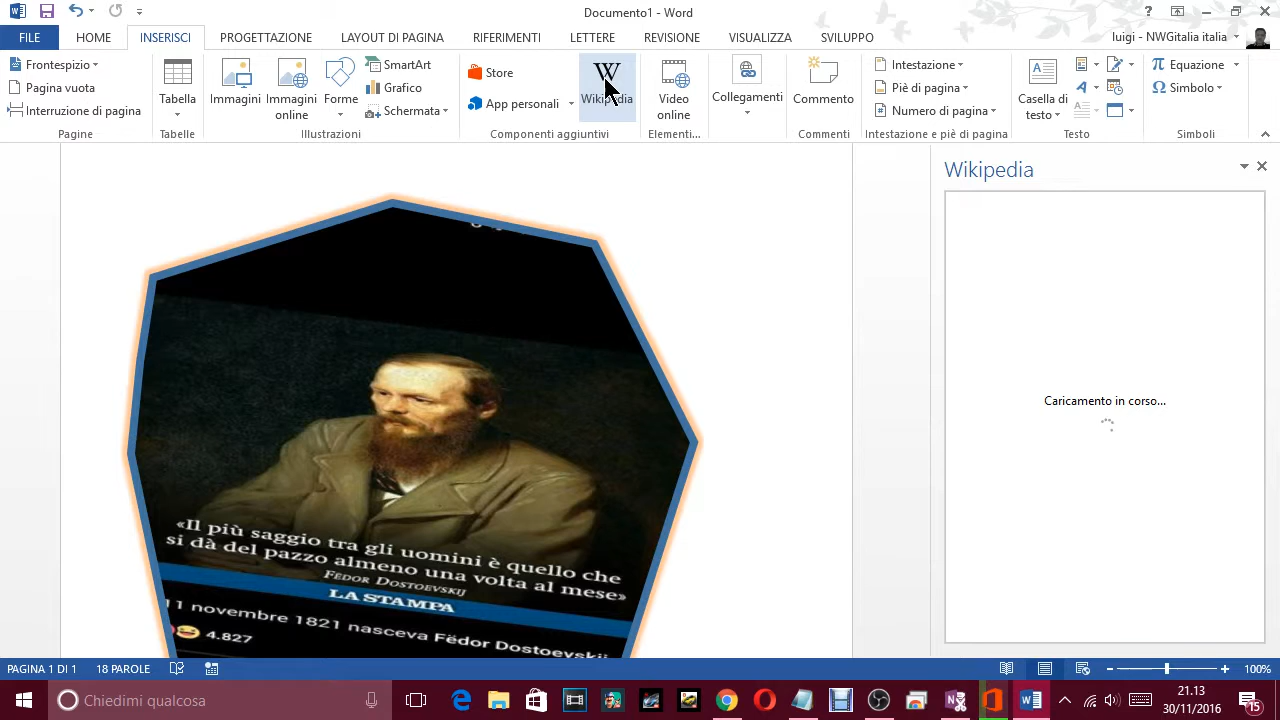 Documento1 - Word
FILE HOME INSERISCI PROGETTAZIONE LAYOUT DI PAGINA RIFERIMENTI LETTERE REVISIONE VISUALIZZA SVILUPPO luigi - NWGitalia italia
Frontespizio
Pagina vuota
Interruzione di pagina
Pagine
Tabella
Tabelle
Immagini
Immagini online
Forme
SmartArt
Grafico
Schermata
Illustrazioni
Store
App personali
W
Wikipedia
Componenti aggiuntivi
Video online
Elementi...
Collegamenti
Commento
Commenti
Intestazione
Piè di pagina
Numero di pagina
Intestazione e piè di pagina
Casella di testo
Testo
Equazione
Simbolo
Simboli
Wikipedia
Caricamento in corso...
«Il più saggio tra gli uomini è quello che
si dà del pazzo almeno una volta al mese»
Fedor Dostoevskij
LA STAMPA
11 novembre 1821 nasceva Fëdor Dostoevskij
4.827
PAGINA 1 DI 1 18 PAROLE 100%
Chiedimi qualcosa
21.13
30/11/2016
15